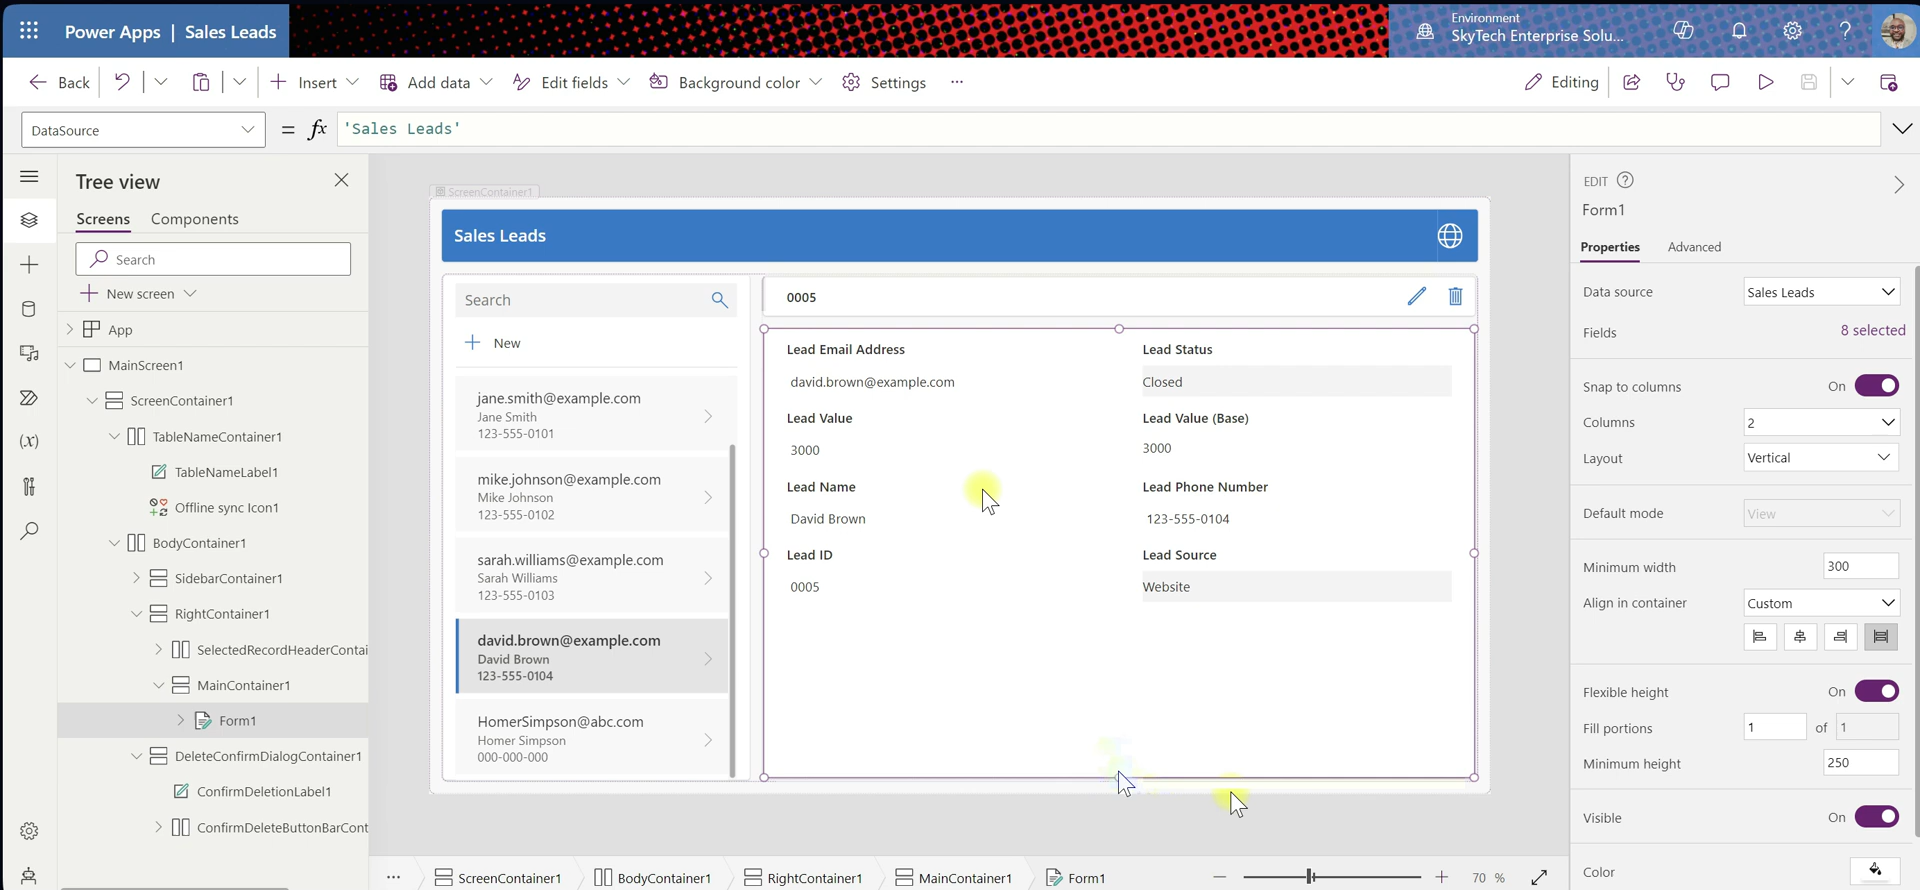 Power Apps | Sales Leads
Environment
SkyTech Enterprise Solu...
?
Back
Insert
Add data
Edit fields
Background color
Settings
...
Editing
DataSource
= fx 'Sales Leads'
Tree view
Screens
Components
Search
New screen
App
MainScreen1
ScreenContainer1
TableNameContainer1
TableNameLabel1
Offline sync Icon1
BodyContainer1
SidebarContainer1
RightContainer1
SelectedRecordHeaderContai
MainContainer1
Form1
DeleteConfirmDialogContainer1
ConfirmDeletionLabel1
ConfirmDeleteButtonBarCont
ScreenContainer1
Sales Leads
Search
New
jane.smith@example.com
Jane Smith
123-555-0101
mike.johnson@example.com
Mike Johnson
123-555-0102
sarah.williams@example.com
Sarah Williams
123-555-0103
david.brown@example.com
David Brown
123-555-0104
HomerSimpson@abc.com
Homer Simpson
000-000-000
0005
Lead Email Address
david.brown@example.com
Lead Status
Closed
Lead Value
3000
Lead Value (Base)
3000
Lead Name
David Brown
Lead Phone Number
123-555-0104
Lead ID
0005
Lead Source
Website
EDIT ?
Form1
Properties
Advanced
Data source
Sales Leads
Fields
8 selected
Snap to columns
On
Columns
2
Layout
Vertical
Default mode
View
Minimum width
300
Align in container
Custom
Flexible height
On
Fill portions
1 of 1
Minimum height
250
Visible
On
Color
... ScreenContainer1
BodyContainer1
RightContainer1
MainContainer1
Form1
70 %